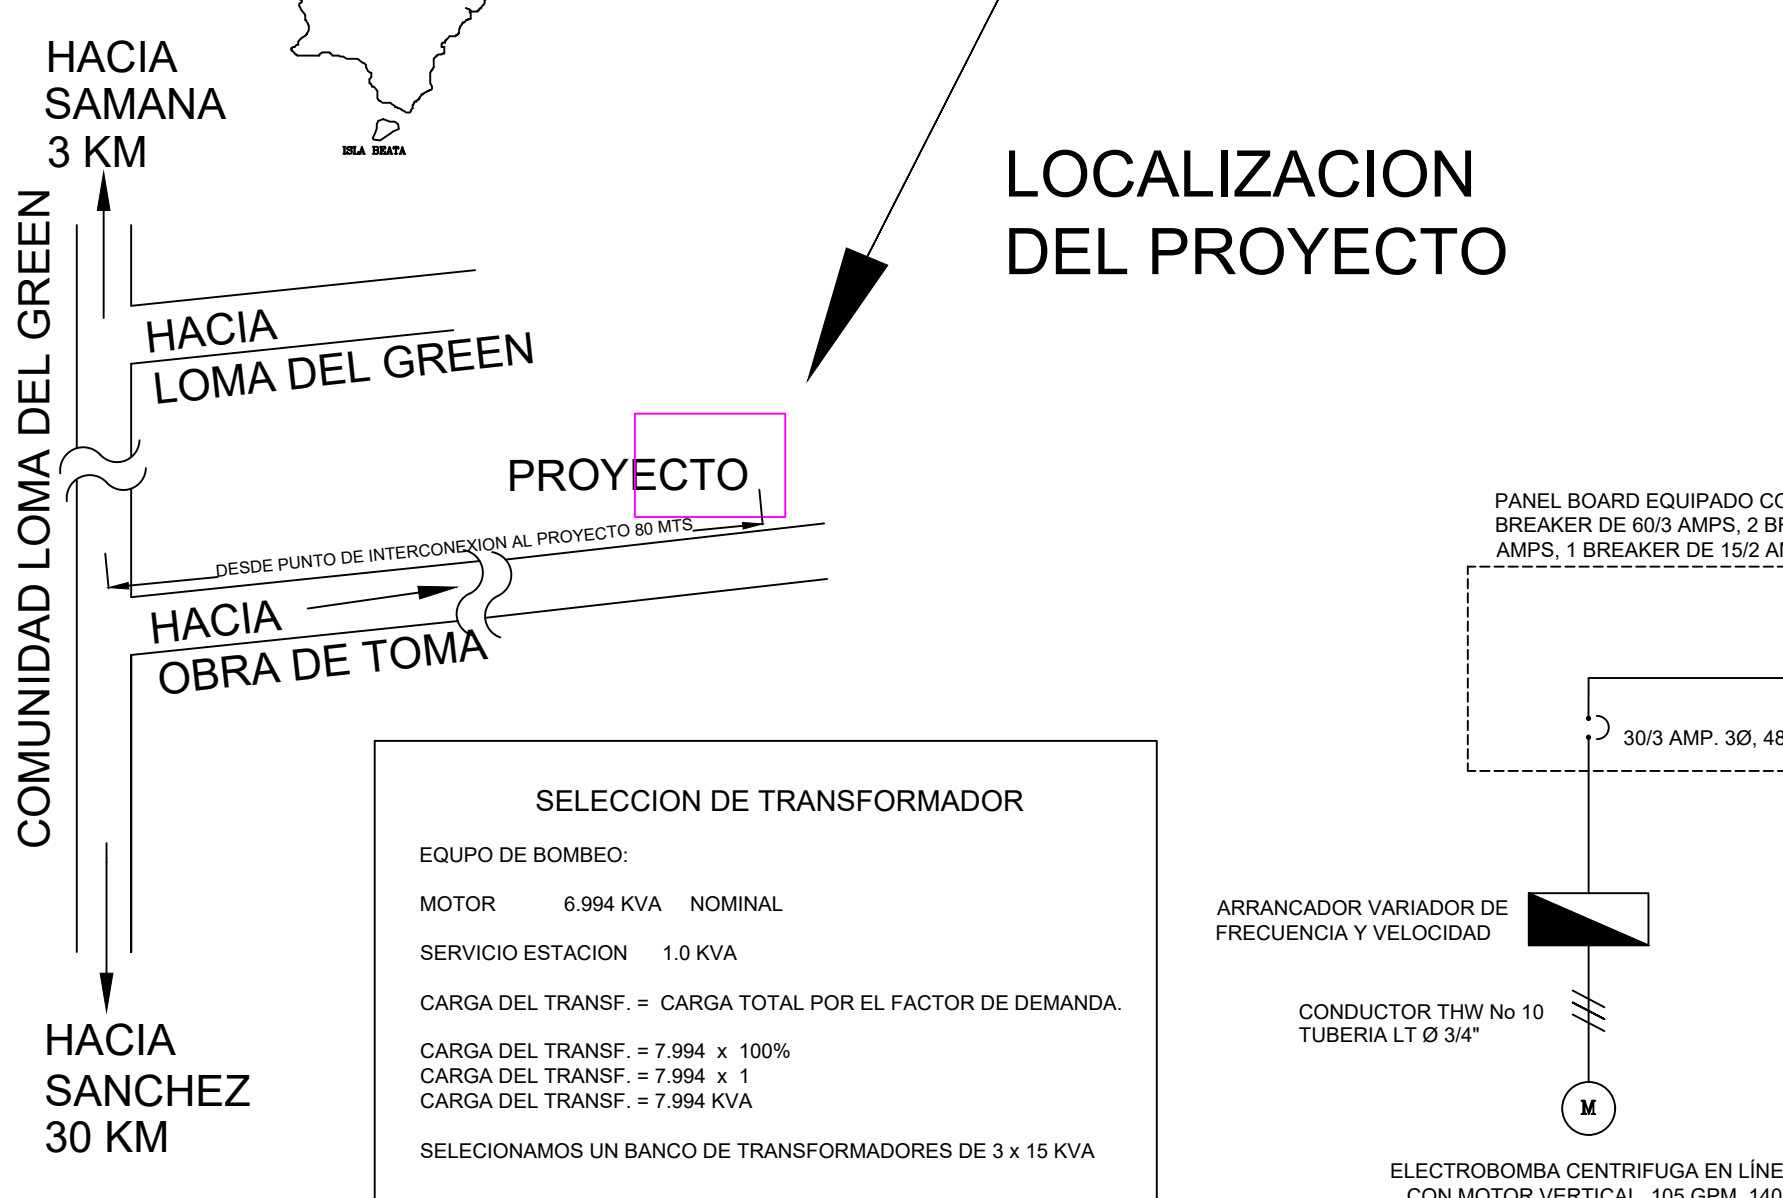 HACIA
SAMANA
3 KM
ISLA BEATA
LOCALIZACION
DEL PROYECTO
COMUNIDAD LOMA DEL GREEN
HACIA
LOMA DEL GREEN
PROYECTO
DESDE PUNTO DE INTERCONEXION AL PROYECTO 80 MTS
HACIA
OBRA DE TOMA
HACIA
SANCHEZ
30 KM
SELECCION DE TRANSFORMADOR
EQUPO DE BOMBEO:
MOTOR 6.994 KVA NOMINAL
SERVICIO ESTACION 1.0 KVA
CARGA DEL TRANSF. = CARGA TOTAL POR EL FACTOR DE DEMANDA.
CARGA DEL TRANSF. = 7.994 x 100%
CARGA DEL TRANSF. = 7.994 x 1
CARGA DEL TRANSF. = 7.994 KVA
SELECIONAMOS UN BANCO DE TRANSFORMADORES DE 3 x 15 KVA
PANEL BOARD EQUIPADO CO
BREAKER DE 60/3 AMPS, 2 B
AMPS, 1 BREAKER DE 15/2 A
30/3 AMP. 3Ø, 48
ARRANCADOR VARIADOR DE
FRECUENCIA Y VELOCIDAD
CONDUCTOR THW No 10
TUBERIA LT Ø 3/4"
M
ELECTROBOMBA CENTRIFUGA EN LÍNE
CON MOTOR VERTICAL, 105 GPM, 140